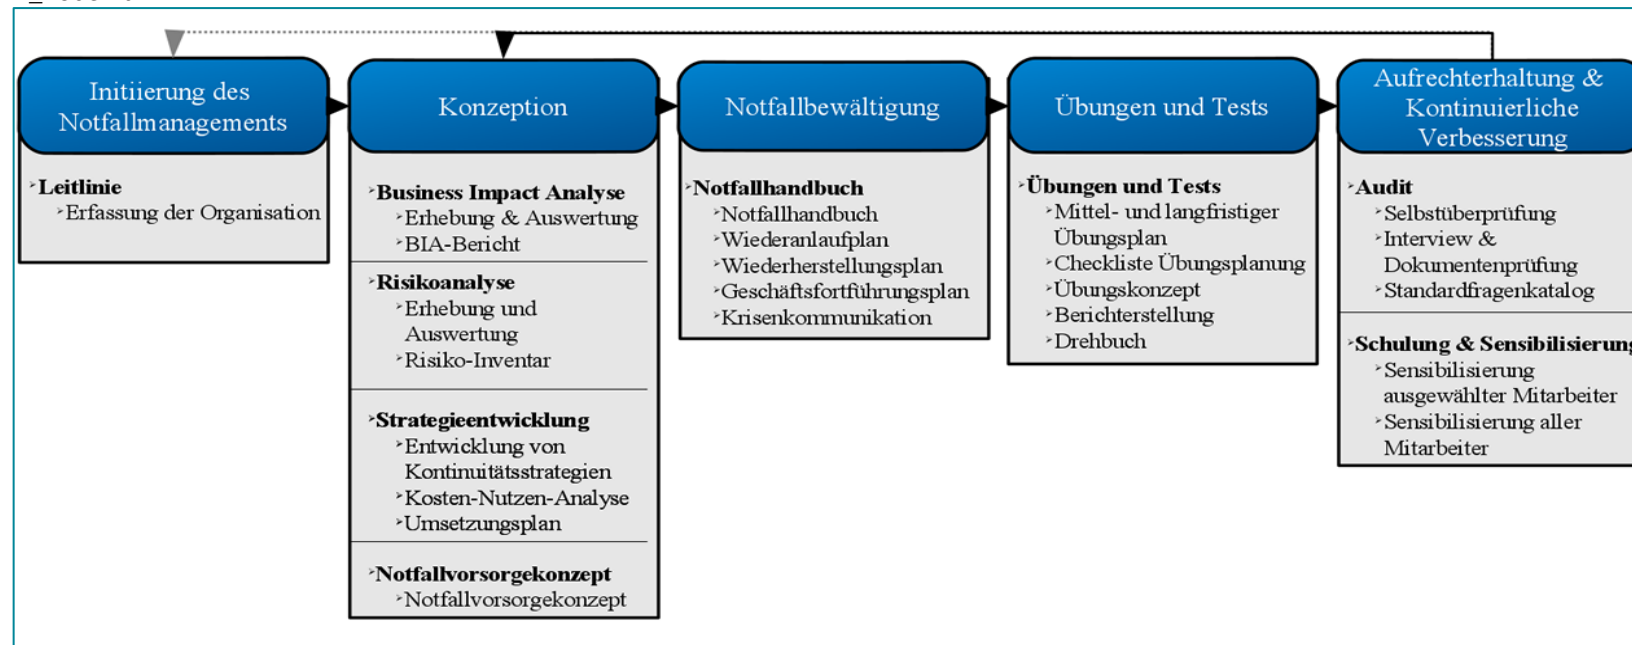 Initiierung des
Notfallmanagements
Leitlinie
Erfassung der Organisation
Konzeption
Business Impact Analyse
Erhebung & Auswertung
BIA-Bericht
Risikoanalyse
Erhebung und
Auswertung
Risiko-Inventar
Strategieentwicklung
Entwicklung von
Kontinuitätsstrategien
Kosten-Nutzen-Analyse
Umsetzungsplan
Notfallvorsorgekonzept
Notfallvorsorgekonzept
Notfallbewältigung
Notfallhandbuch
Notfallhandbuch
Wiederanlaufplan
Wiederherstellungsplan
Geschäftsfortführungsplan
Krisenkommunikation
Übungen und Tests
Übungen und Tests
Mittel- und langfristiger
Übungsplan
Checkliste Übungsplanung
Übungskonzept
Berichterstellung
Drehbuch
Aufrechterhaltung &
Kontinuierliche
Verbesserung
Audit
Selbstüberprüfung
Interview &
Dokumentenprüfung
Standardfragenkatalog
Schulung & Sensibilisierung
Sensibilisierung
ausgewählter Mitarbeiter
Sensibilisierung aller
Mitarbeiter